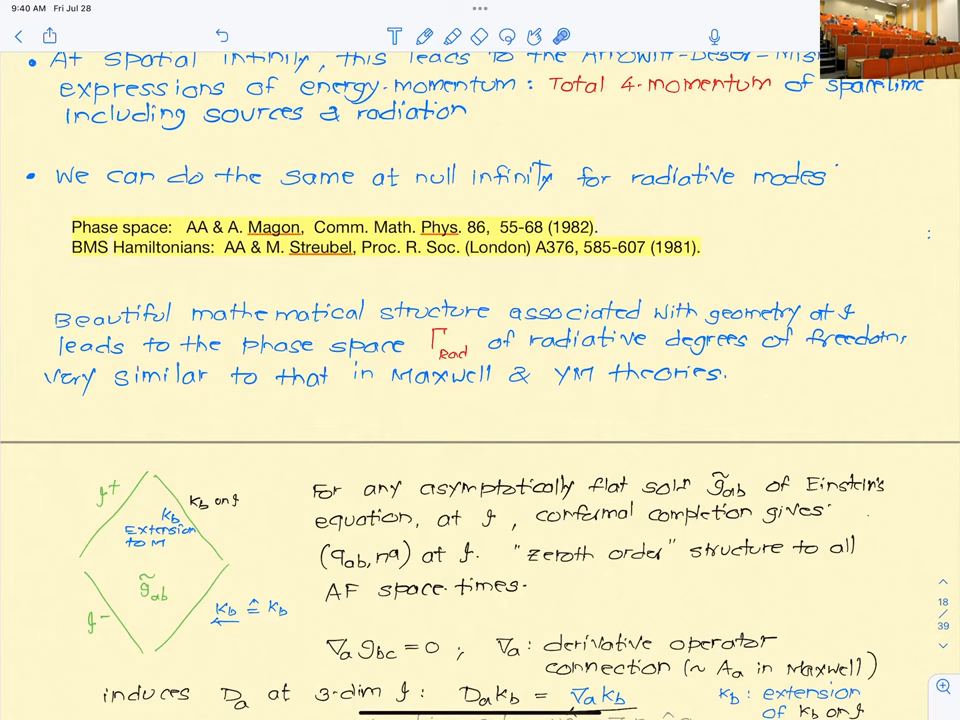 9:40 AM Fri Jul 28
• At spatial infinity, this leads to the Arnowitt-Deser-Mis
expressions of energy-momentum: Total 4-momentum of spacetime
including sources & radiation
• We can do the same at null infinity for radiative modes
Phase space: AA & A. Magon, Comm. Math. Phys. 86, 55-68 (1982).
BMS Hamiltonians: AA & M. Streubel, Proc. R. Soc. (London) A376, 585-607 (1981).
:
Beautiful mathematical structure associated with geometry at ℐ
leads to the phase space Γ_Rad of radiative degrees of freedom,
very similar to that in Maxwell & YM theories.
ℐ+
k_b on ℐ
k_b
Extension
to M
g̃_ab
ℐ-
k_b ≙ k_b
For any asymptotically flat soln g̃_ab of Einstein's
equation, at ℐ, conformal completion gives
(q_ab, n^a) at ℐ. "zeroth order" structure to all
AF space-times.
∇_a g_bc = 0 ; ∇_a : derivative operator
connection (~ A_a in Maxwell)
induces D_a at 3-dim ℐ : D_a k_b = ∇_a k_b
k_b : extension
of k_b on ℐ
18
/
39